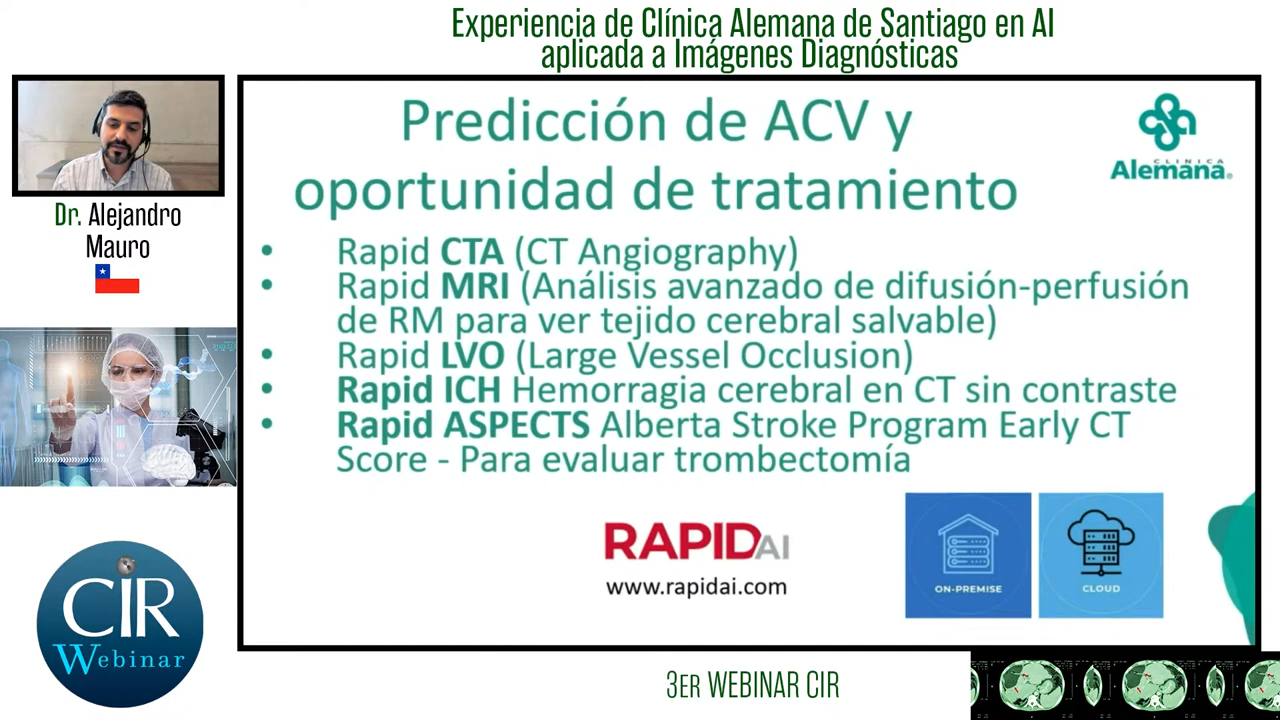 Experiencia de Clínica Alemana de Santiago en AI
aplicada a Imágenes Diagnósticas
Dr. Alejandro
Mauro
Predicción de ACV y
oportunidad de tratamiento
CLINICA
Alemana®
• Rapid CTA (CT Angiography)
• Rapid MRI (Análisis avanzado de difusión-perfusión
de RM para ver tejido cerebral salvable)
• Rapid LVO (Large Vessel Occlusion)
• Rapid ICH Hemorragia cerebral en CT sin contraste
• Rapid ASPECTS Alberta Stroke Program Early CT
Score - Para evaluar trombectomía
RAPIDAI
www.rapidai.com
ON-PREMISE
CLOUD
CIR
Webinar
3ER WEBINAR CIR